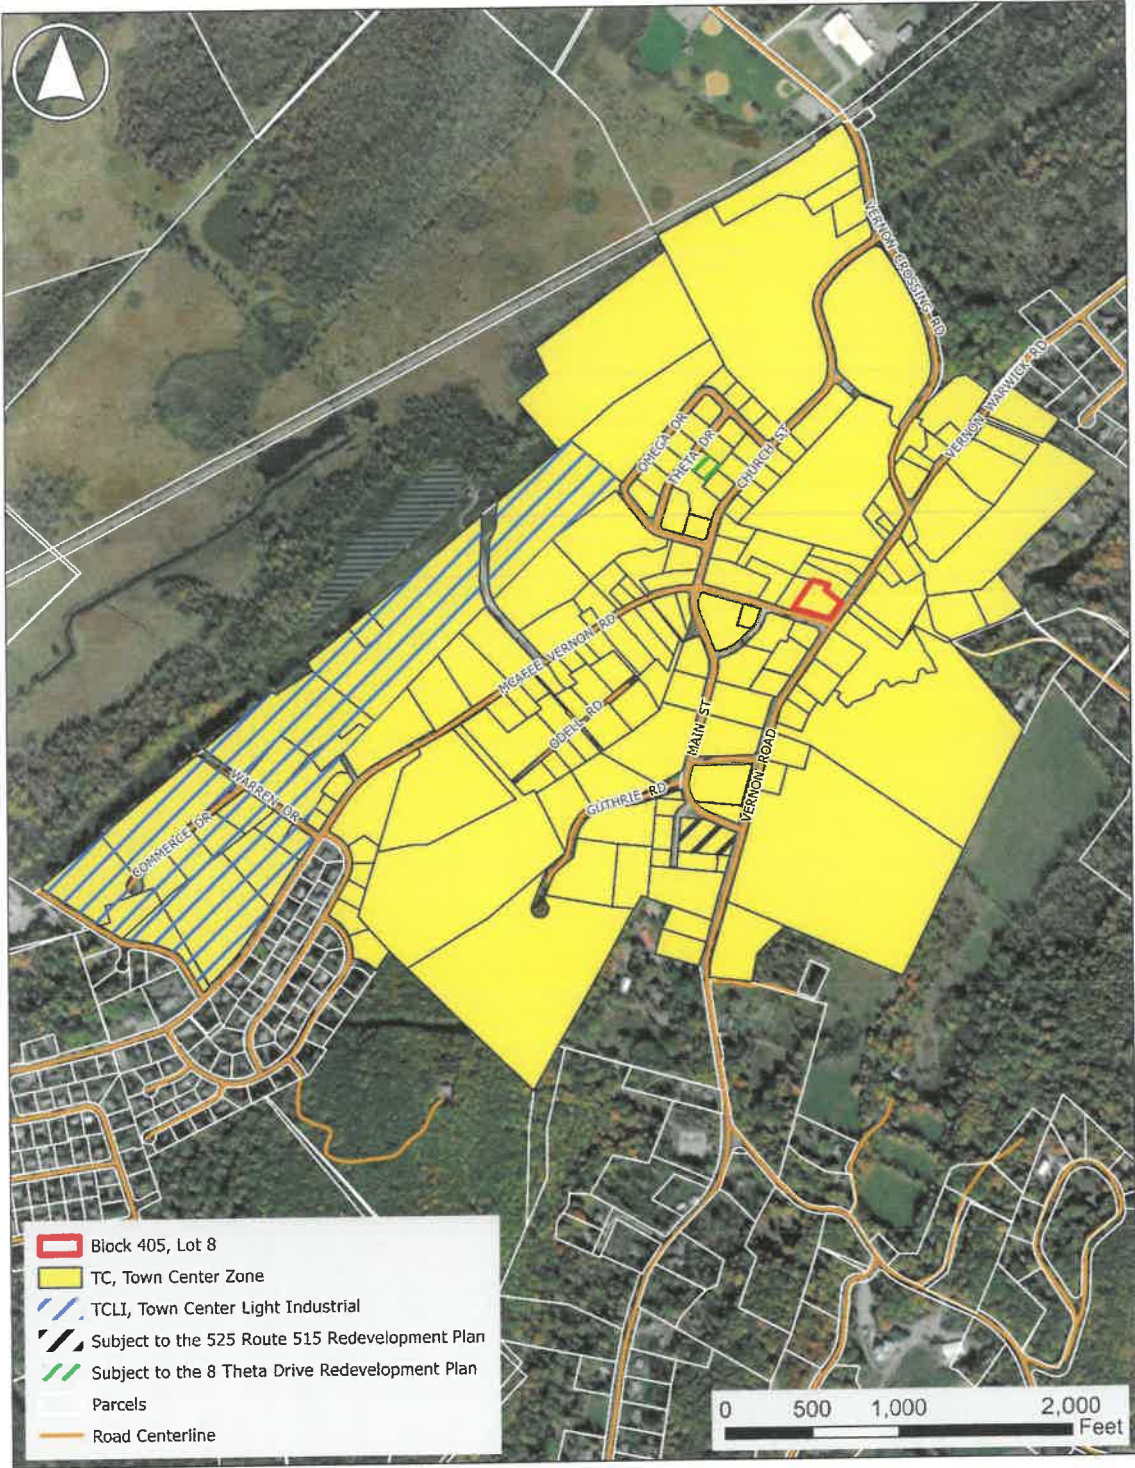 VERNON CROSSING RD
VERNON WARWICK RD
OMEGA DR
THETA DR
CHURCH ST
MCAFEE VERNON RD
ODELL RD
MAIN ST
VERNON ROAD
GUTHRIE RD
WARREN DR
COMMERCE DR
Block 405, Lot 8
TC, Town Center Zone
TCLI, Town Center Light Industrial
Subject to the 525 Route 515 Redevelopment Plan
Subject to the 8 Theta Drive Redevelopment Plan
Parcels
Road Centerline
0 500 1,000 2,000
Feet